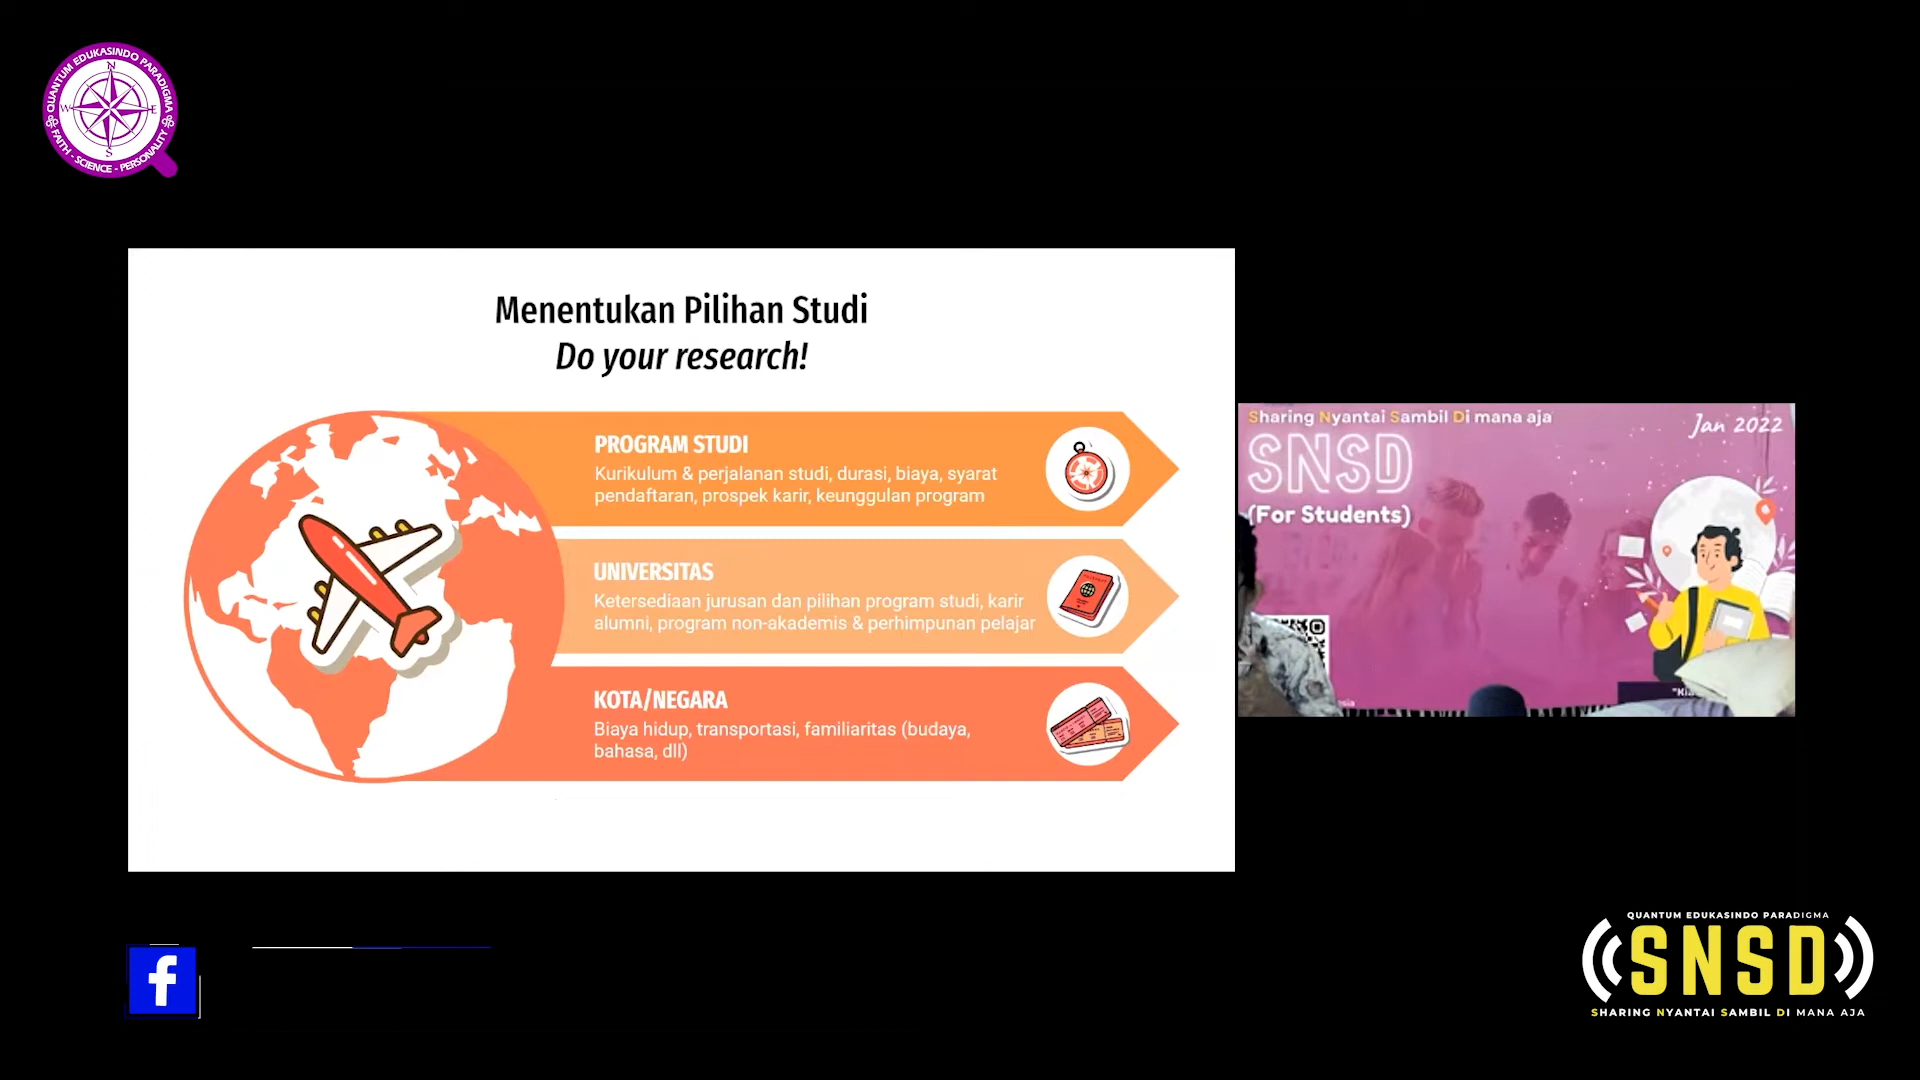 QUANTUM EDUKASINDO PARADIGMA
FAITH - SCIENCE - PERSONALITY
N
W
E
S
Menentukan Pilihan Studi
Do your research!
PROGRAM STUDI
Kurikulum & perjalanan studi, durasi, biaya, syarat
pendaftaran, prospek karir, keunggulan program
UNIVERSITAS
Ketersediaan jurusan dan pilihan program studi, karir
alumni, program non-akademis & perhimpunan pelajar
KOTA/NEGARA
Biaya hidup, transportasi, familiaritas (budaya,
bahasa, dll)
Sharing Nyantai Sambil Di mana aja
Jan 2022
SNSD
(For Students)
f
QUANTUM EDUKASINDO PARADIGMA
SNSD
SHARING NYANTAI SAMBIL DI MANA AJA